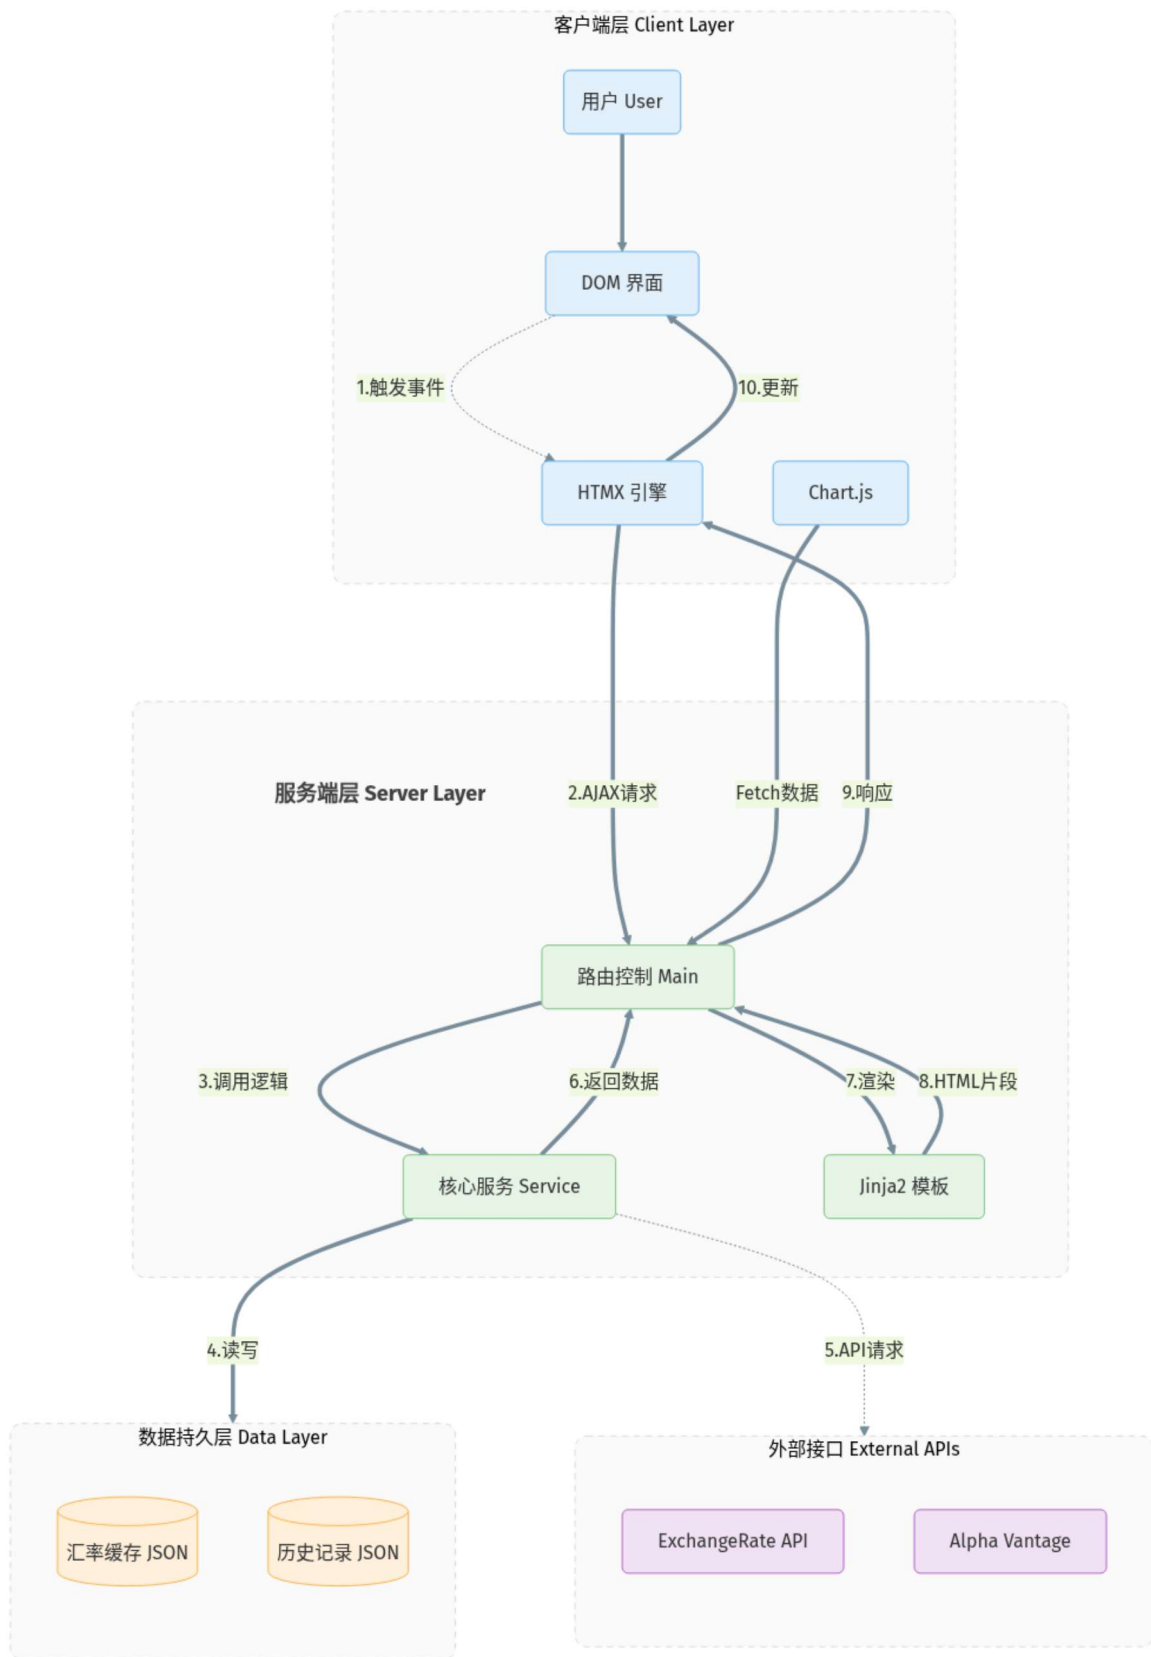 客户端层 Client Layer
用户 User
DOM 界面
1.触发事件
10.更新
HTMX 引擎
Chart.js
服务端层 Server Layer
2.AJAX请求
Fetch数据
9.响应
路由控制 Main
3.调用逻辑
6.返回数据
7.渲染
8.HTML片段
核心服务 Service
Jinja2 模板
4.读写
5.API请求
数据持久层 Data Layer
外部接口 External APIs
汇率缓存 JSON
历史记录 JSON
ExchangeRate API
Alpha Vantage